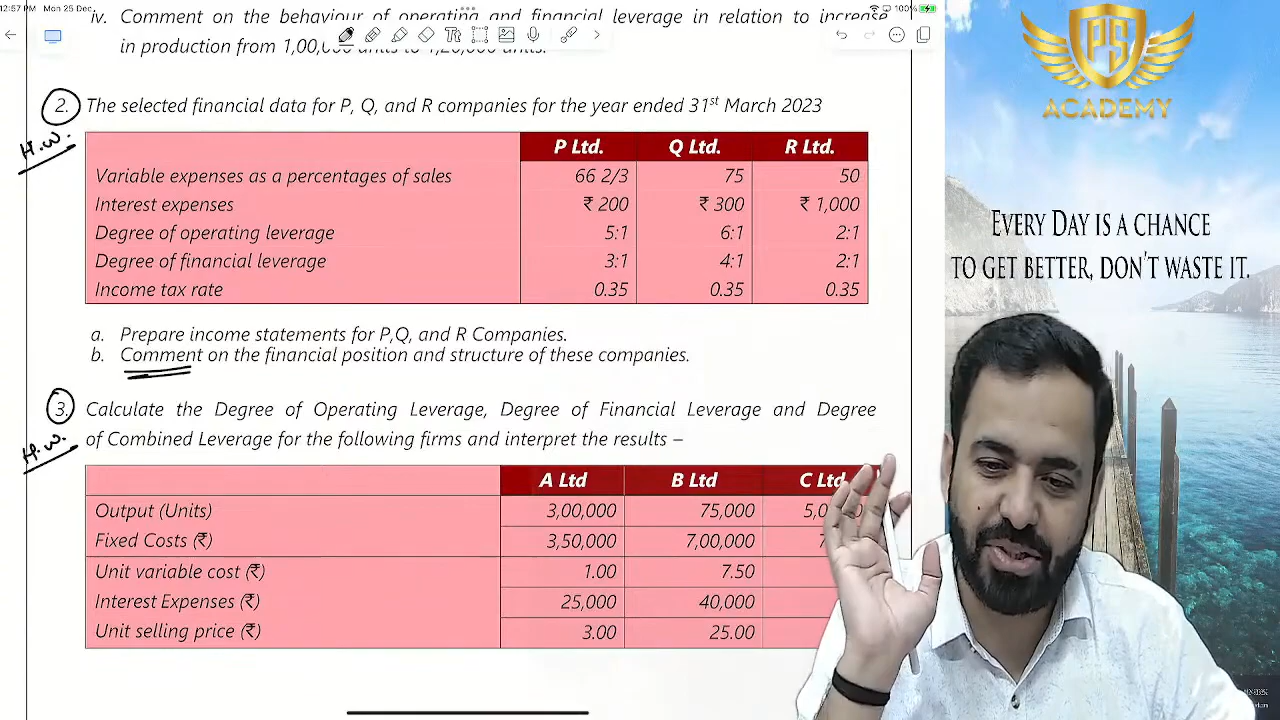 12:57 PM Mon 25 Dec
100%
iv. Comment on the behaviour of operating and financial leverage in relation to increase
in production from 1,00,000 units to 1,20,000 units.
2. The selected financial data for P, Q, and R companies for the year ended 31st March 2023
H.W.
P Ltd. Q Ltd. R Ltd.
Variable expenses as a percentages of sales 66 2/3 75 50
Interest expenses ₹ 200 ₹ 300 ₹ 1,000
Degree of operating leverage 5:1 6:1 2:1
Degree of financial leverage 3:1 4:1 2:1
Income tax rate 0.35 0.35 0.35
a. Prepare income statements for P,Q, and R Companies.
b. Comment on the financial position and structure of these companies.
3. Calculate the Degree of Operating Leverage, Degree of Financial Leverage and Degree
H.W.
of Combined Leverage for the following firms and interpret the results –
A Ltd B Ltd C Ltd
Output (Units) 3,00,000 75,000
Fixed Costs (₹) 3,50,000 7,00,000
Unit variable cost (₹) 1.00 7.50
Interest Expenses (₹) 25,000 40,000
Unit selling price (₹) 3.00 25.00
PS
ACADEMY
EVERY DAY IS A CHANCE
TO GET BETTER, DON'T WASTE IT.